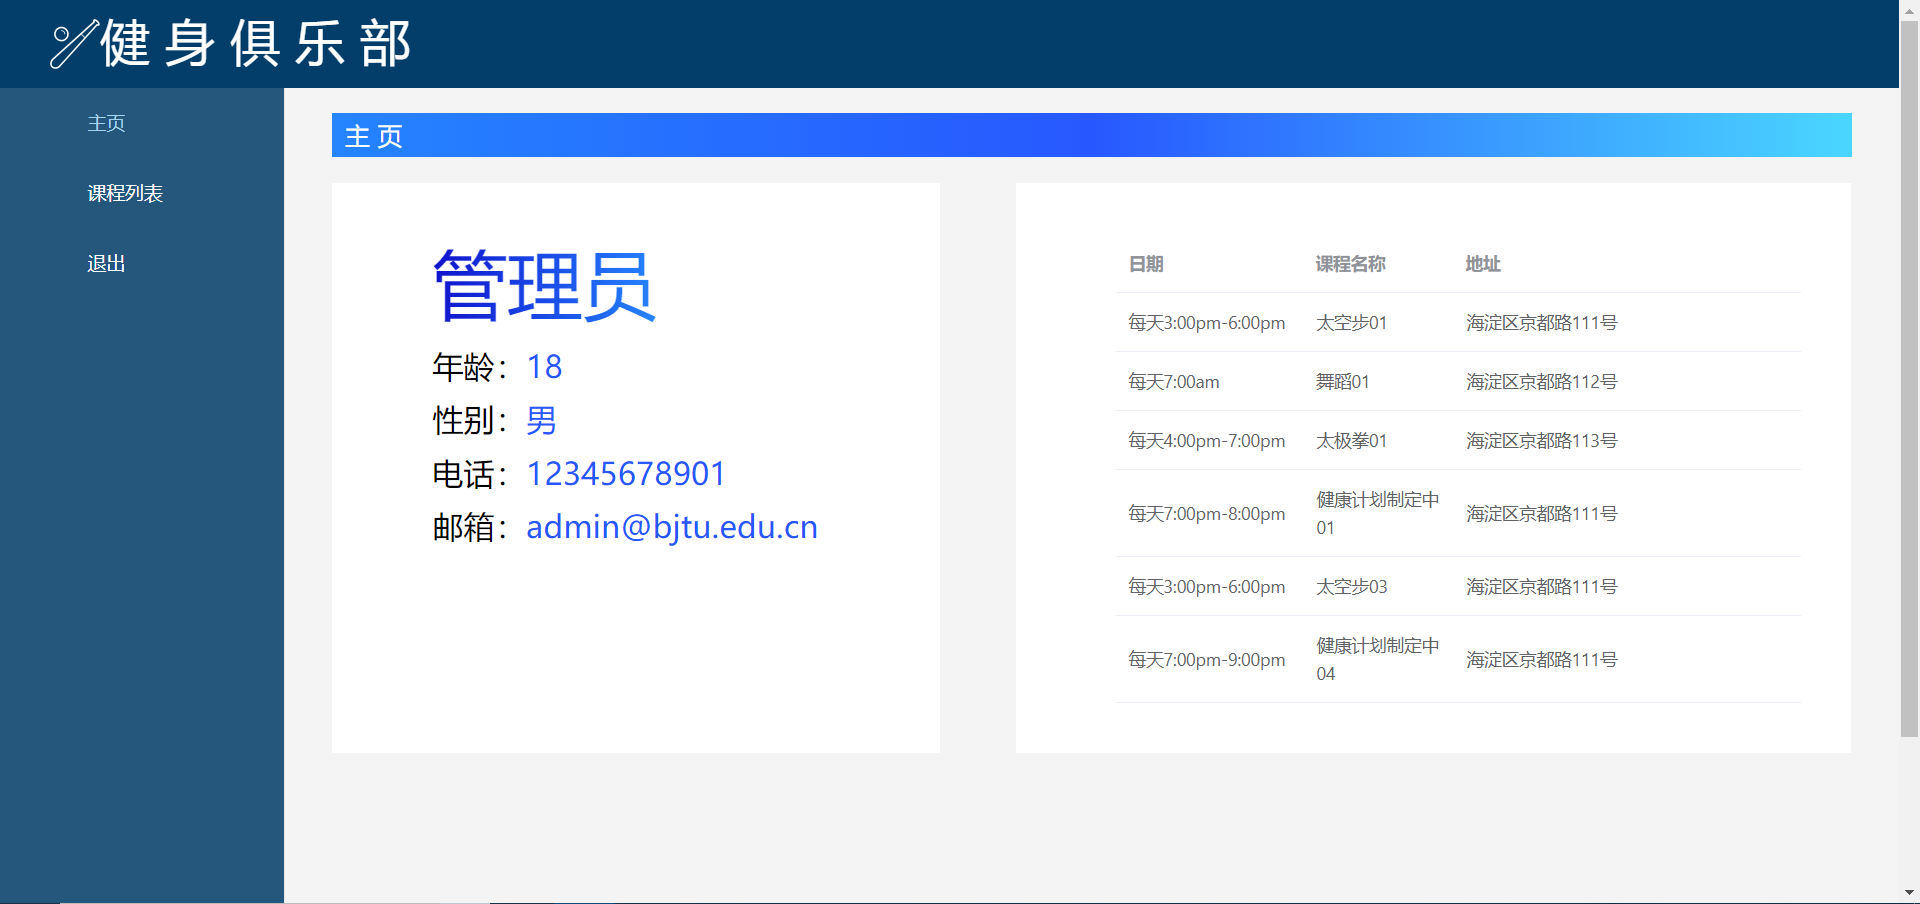 健身俱乐部
主页
课程列表
退出
主页
管理员
年龄：18
性别：男
电话：12345678901
邮箱：admin@bjtu.edu.cn
日期 课程名称 地址
每天3:00pm-6:00pm 太空步01 海淀区京都路111号
每天7:00am 舞蹈01 海淀区京都路112号
每天4:00pm-7:00pm 太极拳01 海淀区京都路113号
每天7:00pm-8:00pm 健康计划制定中 海淀区京都路111号
01
每天3:00pm-6:00pm 太空步03 海淀区京都路111号
每天7:00pm-9:00pm 健康计划制定中 海淀区京都路111号
04